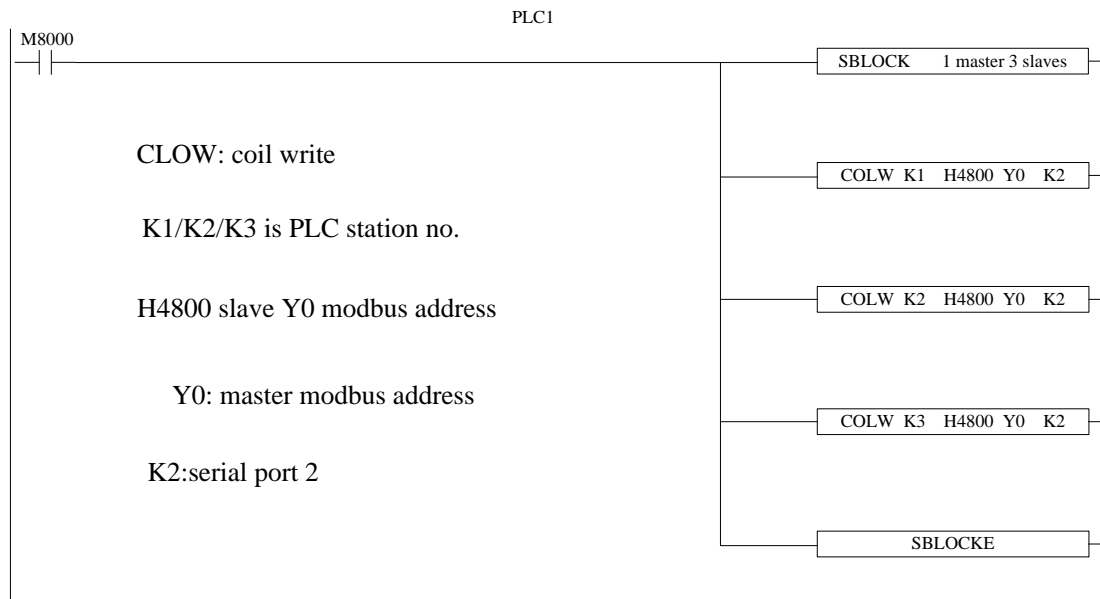 PLC1
M8000
SBLOCK 1 master 3 slaves
CLOW: coil write
COLW K1 H4800 Y0 K2
K1/K2/K3 is PLC station no.
H4800 slave Y0 modbus address
COLW K2 H4800 Y0 K2
Y0: master modbus address
COLW K3 H4800 Y0 K2
K2:serial port 2
SBLOCKE